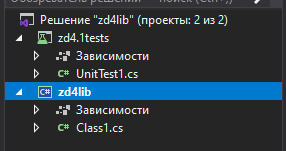 Решение "zd4lib" (проекты: 2 из 2)
zd4.1tests
Зависимости
C# UnitTest1.cs
C# zd4lib
Зависимости
C# Class1.cs